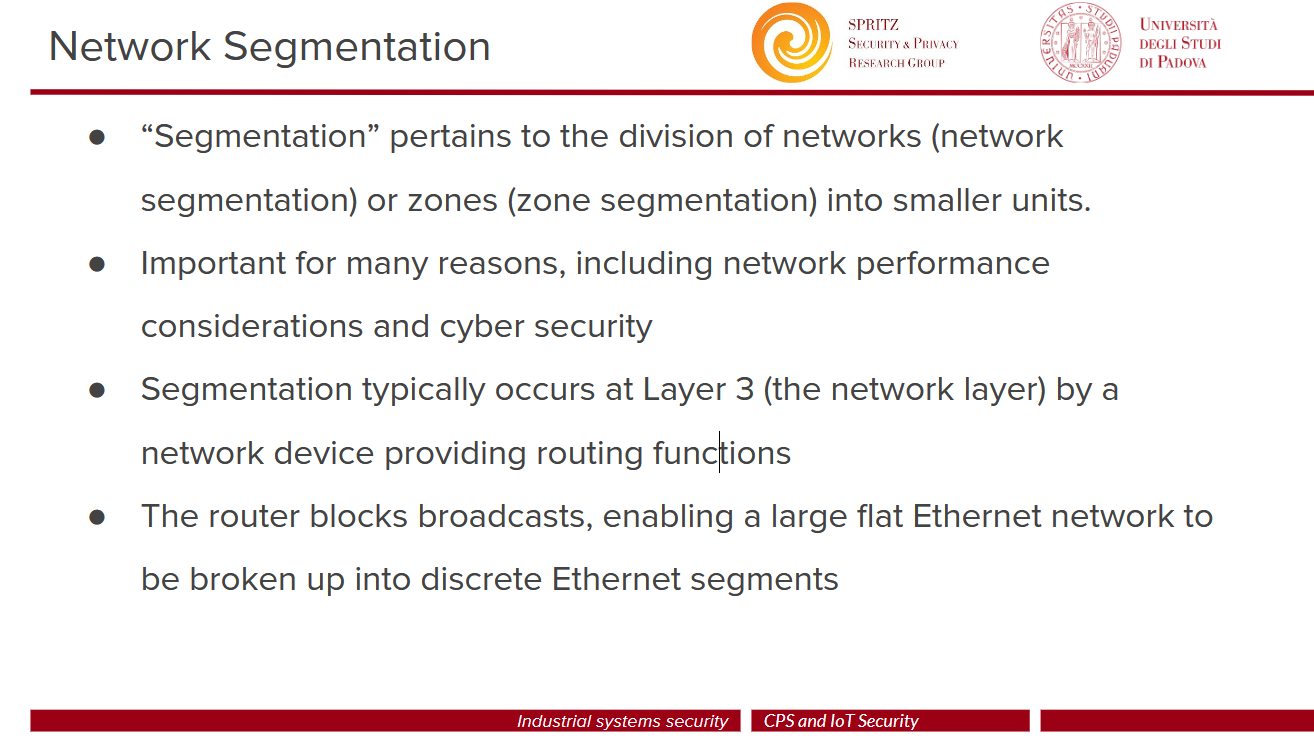 Network Segmentation
SPRITZ
SECURITY & PRIVACY
RESEARCH GROUP
UNIVERSITÀ
DEGLI STUDI
DI PADOVA
● “Segmentation” pertains to the division of networks (network
segmentation) or zones (zone segmentation) into smaller units.
● Important for many reasons, including network performance
considerations and cyber security
● Segmentation typically occurs at Layer 3 (the network layer) by a
network device providing routing functions
● The router blocks broadcasts, enabling a large flat Ethernet network to
be broken up into discrete Ethernet segments
Industrial systems security
CPS and IoT Security